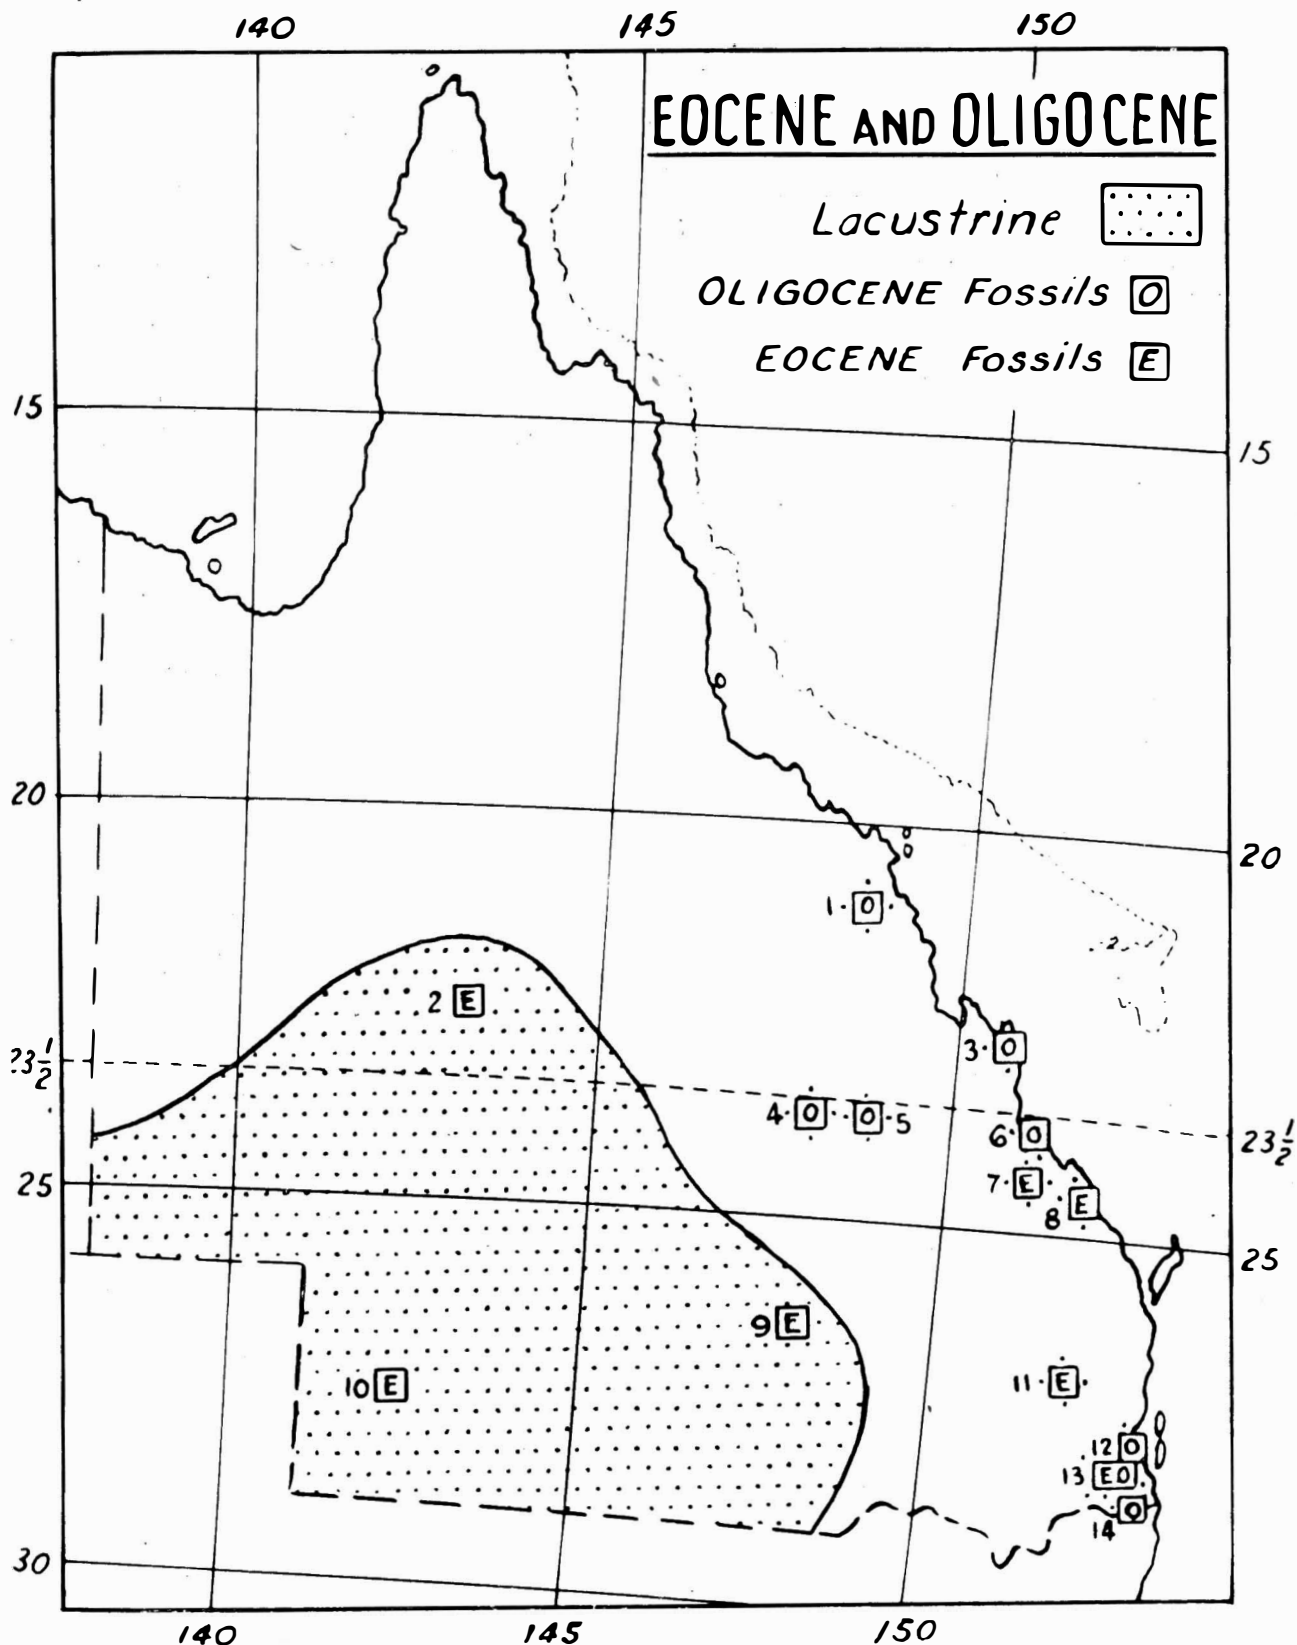 140 145 150
EOCENE AND OLIGOCENE
Lacustrine
OLIGOCENE Fossils O
EOCENE Fossils E
15 15
20 20
1 O
2 E
3 O
23½ 23½
4 O O 5
6 O
7 E
8 E
25 25
9 E
10 E
11 E
12 O
13 EO
14 O
30
140 145 150